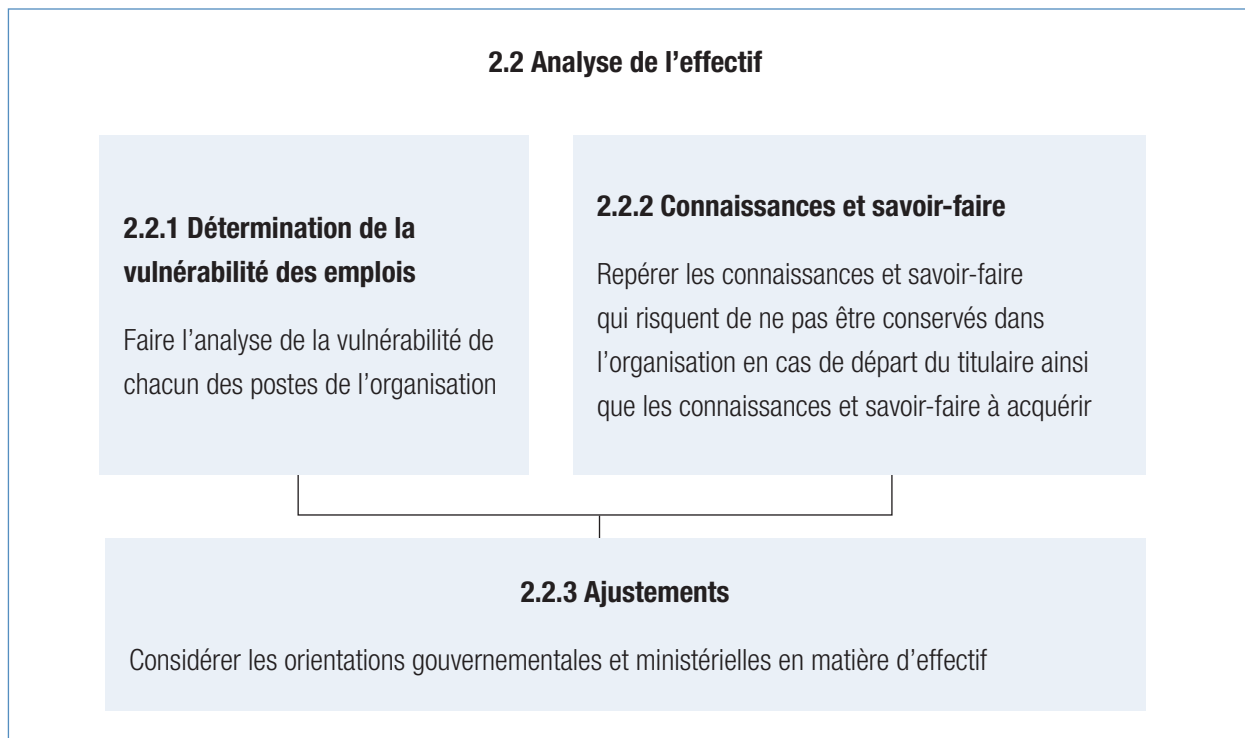 2.2 Analyse de l’effectif
2.2.1 Détermination de la
vulnérabilité des emplois
Faire l’analyse de la vulnérabilité de
chacun des postes de l’organisation
2.2.2 Connaissances et savoir-faire
Repérer les connaissances et savoir-faire
qui risquent de ne pas être conservés dans
l’organisation en cas de départ du titulaire ainsi
que les connaissances et savoir-faire à acquérir
2.2.3 Ajustements
Considérer les orientations gouvernementales et ministérielles en matière d’effectif